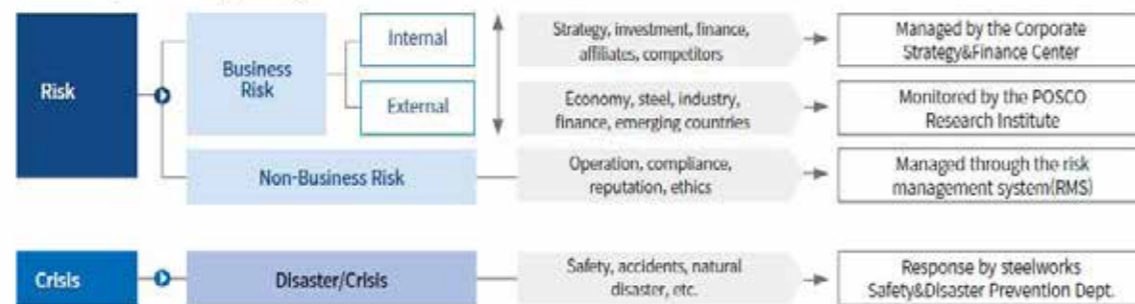 Risk
Business
Risk
Internal
External
Strategy, investment, finance,
affiliates, competitors
Managed by the Corporate
Strategy&Finance Center
Economy, steel, industry,
finance, emerging countries
Monitored by the POSCO
Research Institute
Non-Business Risk
Operation, compliance,
reputation, ethics
Managed through the risk
management system(RMS)
Crisis
Disaster/Crisis
Safety, accidents, natural
disaster, etc.
Response by steelworks
Safety&Disaster Prevention Dept.